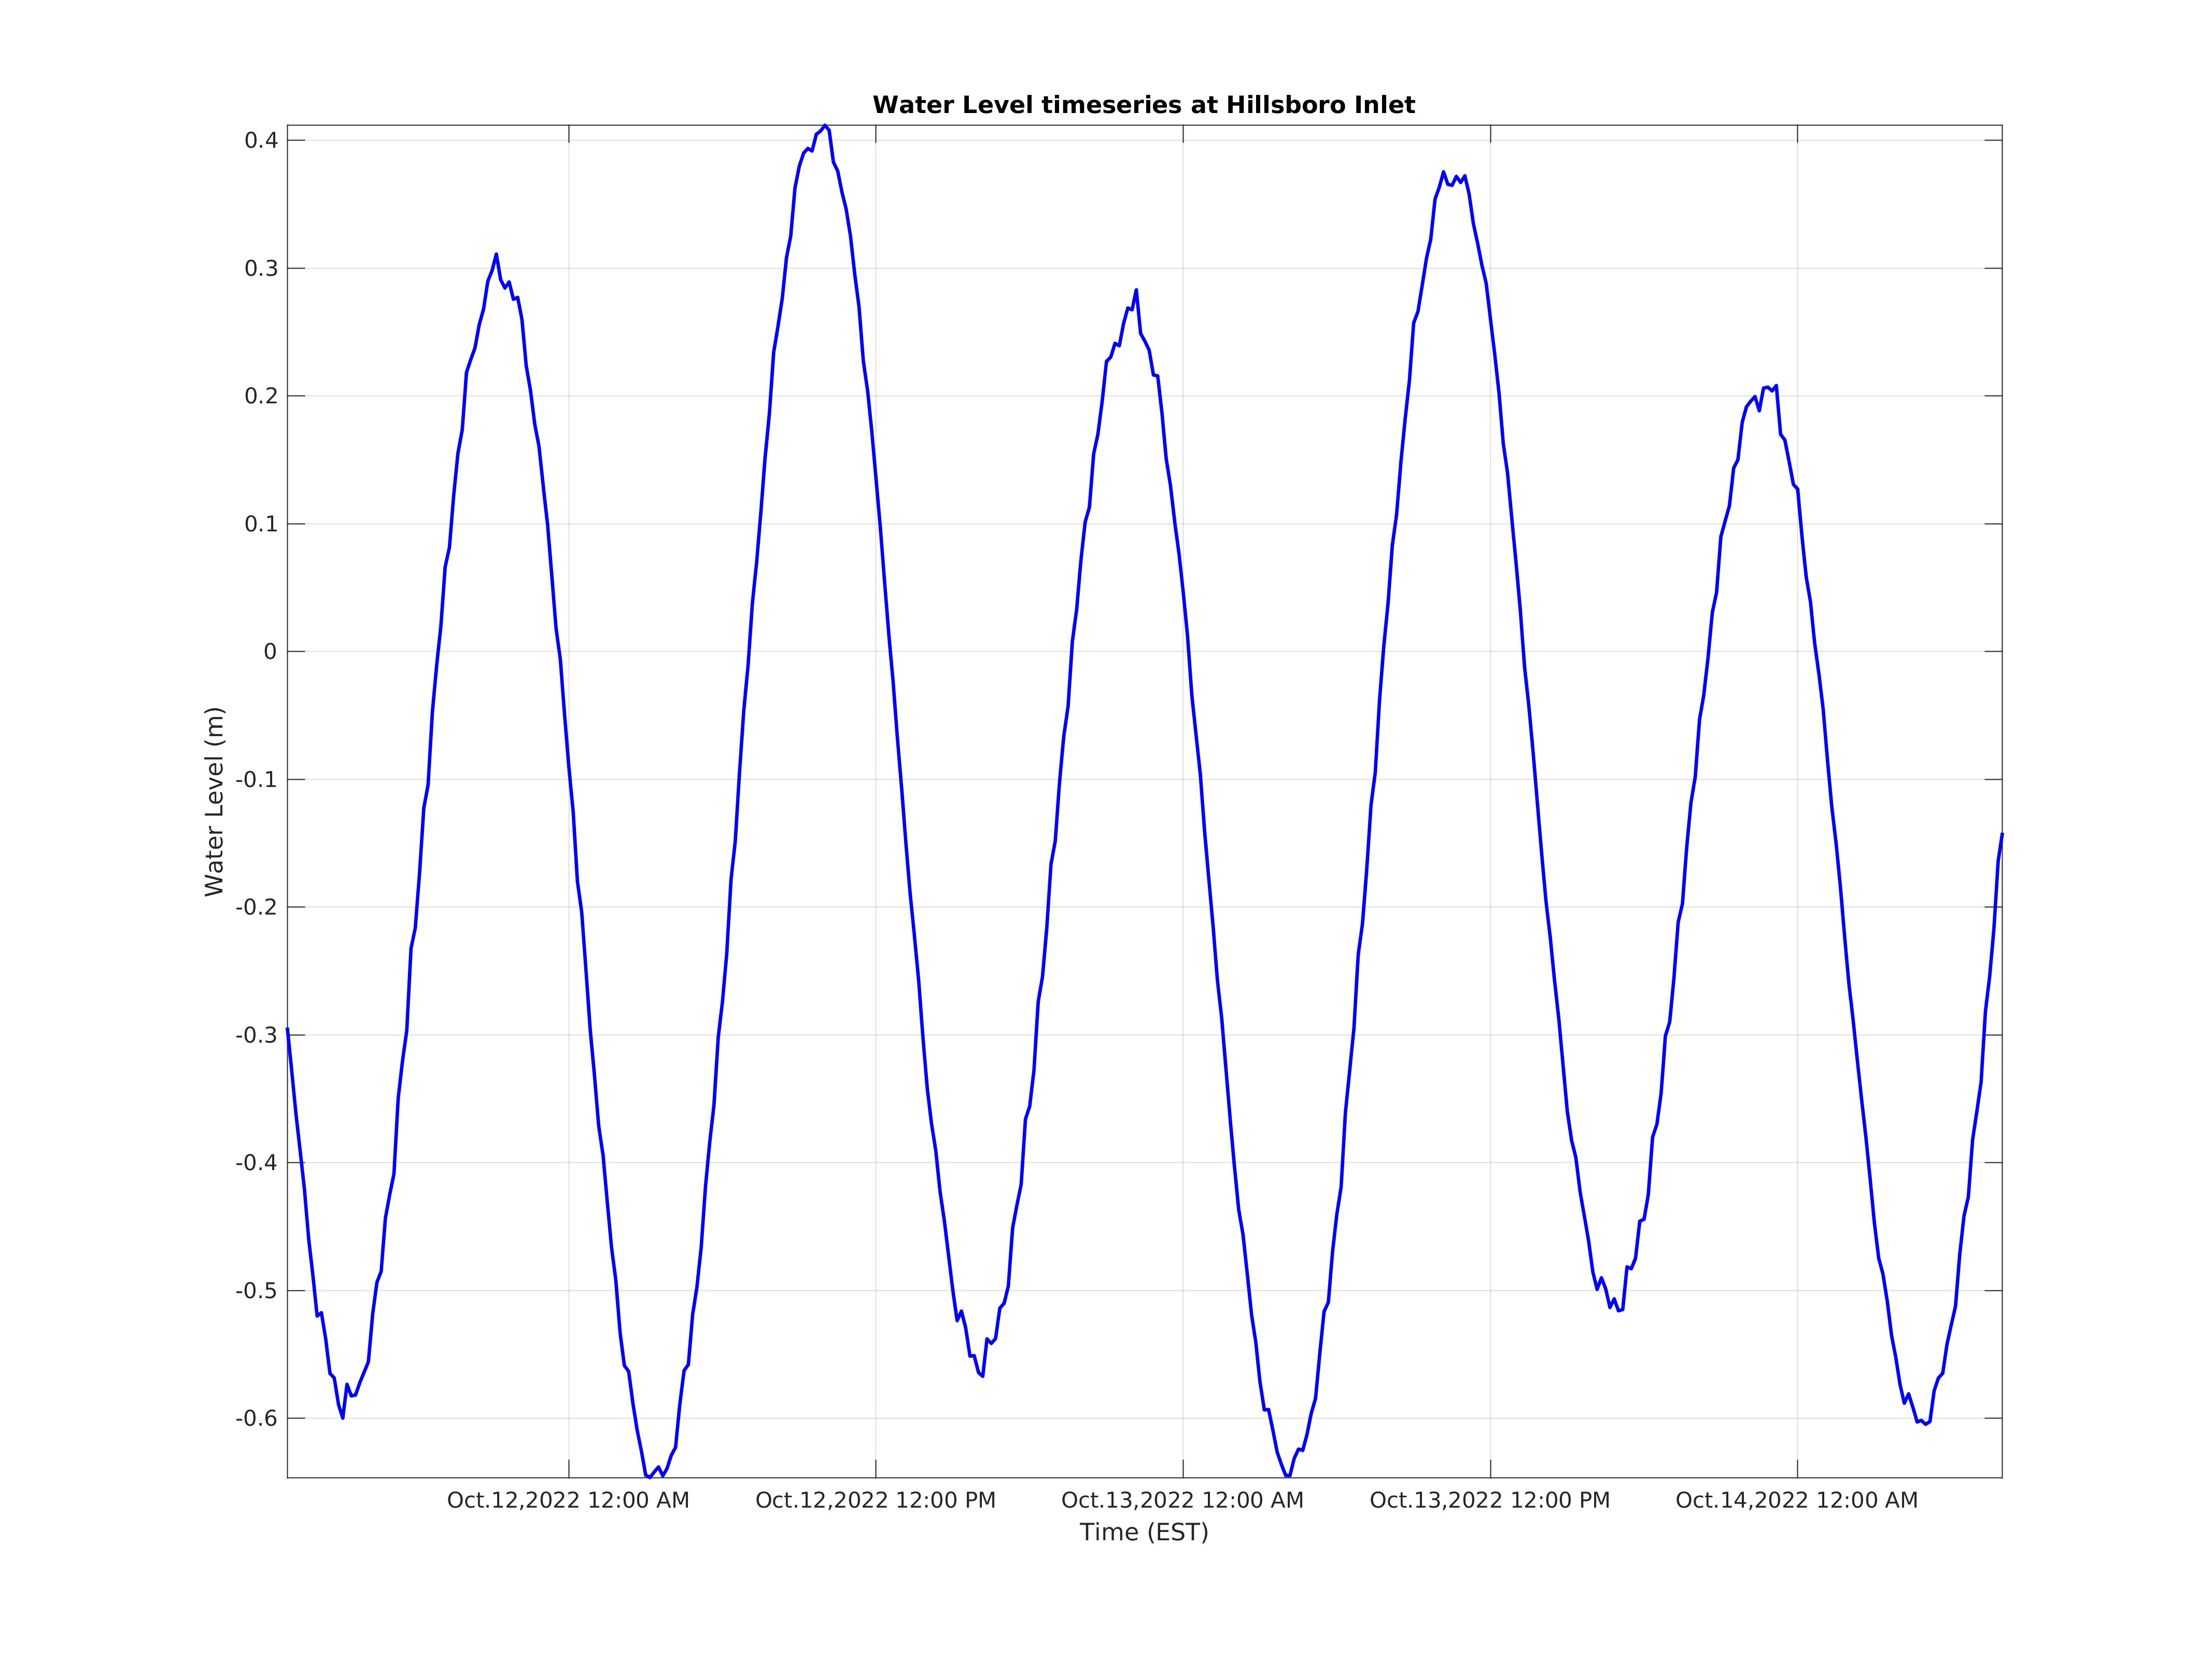 Water Level timeseries at Hillsboro Inlet
0.4
0.3
0.2
0.1
0
-0.1
-0.2
-0.3
-0.4
-0.5
-0.6
Water Level (m)
Oct.12,2022 12:00 AM
Oct.12,2022 12:00 PM
Oct.13,2022 12:00 AM
Oct.13,2022 12:00 PM
Oct.14,2022 12:00 AM
Time (EST)